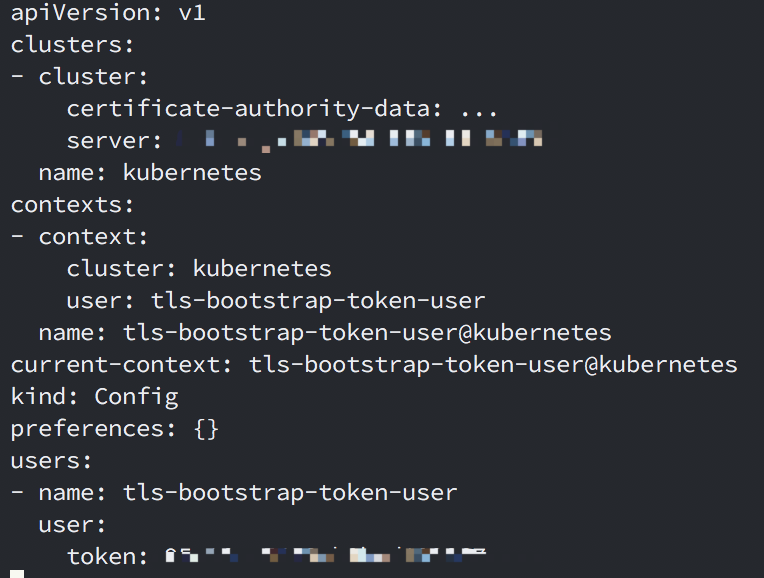 apiVersion: v1
clusters:
- cluster:
    certificate-authority-data: ...
    server:
  name: kubernetes
contexts:
- context:
    cluster: kubernetes
    user: tls-bootstrap-token-user
  name: tls-bootstrap-token-user@kubernetes
current-context: tls-bootstrap-token-user@kubernetes
kind: Config
preferences: {}
users:
- name: tls-bootstrap-token-user
  user:
    token: